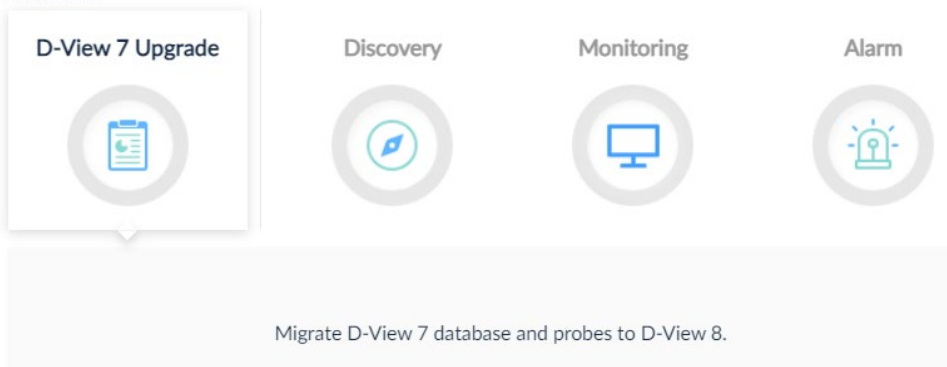 D-View 7 Upgrade
Discovery
Monitoring
Alarm
Migrate D-View 7 database and probes to D-View 8.